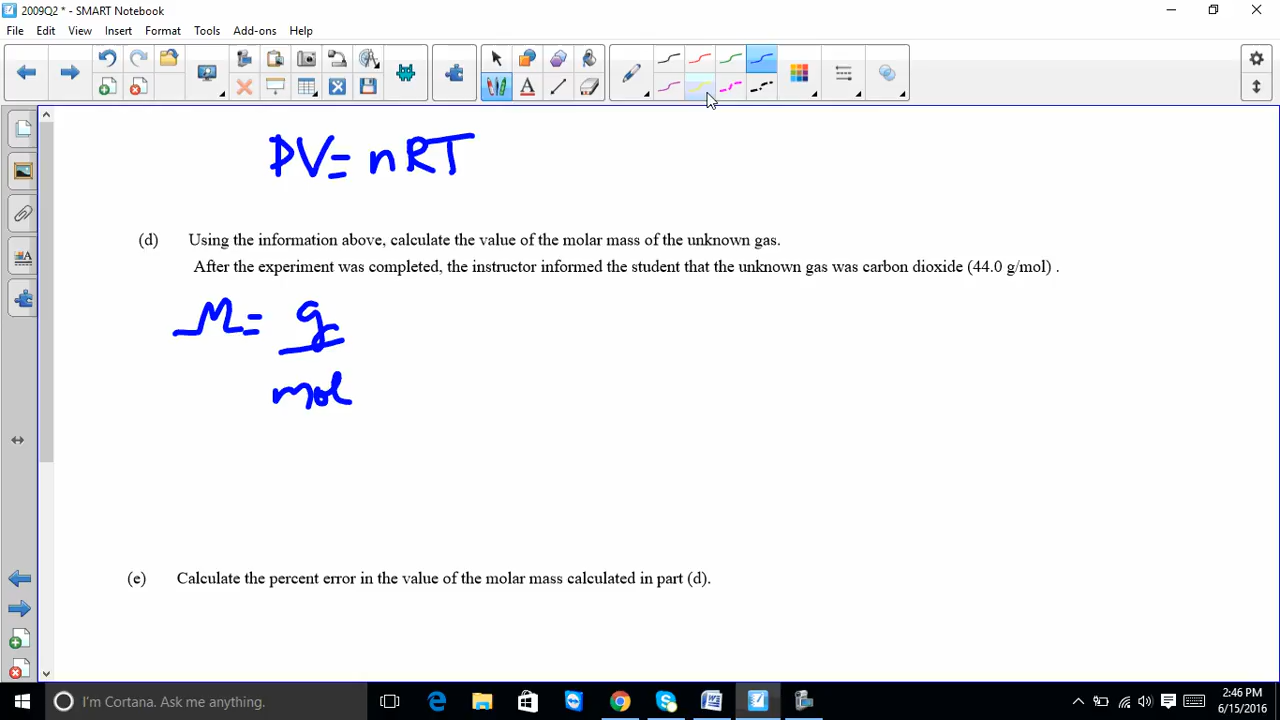 2009Q2 * - SMART Notebook
File Edit View Insert Format Tools Add-ons Help
PV= nRT
(d) Using the information above, calculate the value of the molar mass of the unknown gas.
After the experiment was completed, the instructor informed the student that the unknown gas was carbon dioxide (44.0 g/mol) .
M= g
mol
(e) Calculate the percent error in the value of the molar mass calculated in part (d).
I'm Cortana. Ask me anything.
2:46 PM
6/15/2016